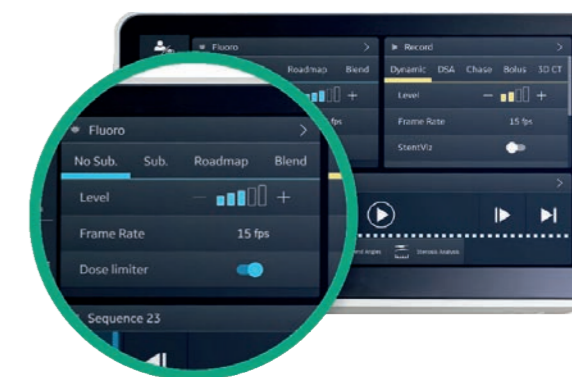 Fluoro
Record
Roadmap Blend
Dynamic DSA Chase Bolus 3D CT
Level
fps
Frame Rate 15 fps
StentViz
Stenosis Analysis
Fluoro
No Sub. Sub. Roadmap Blend
Level
Frame Rate 15 fps
Dose limiter
Sequence 23